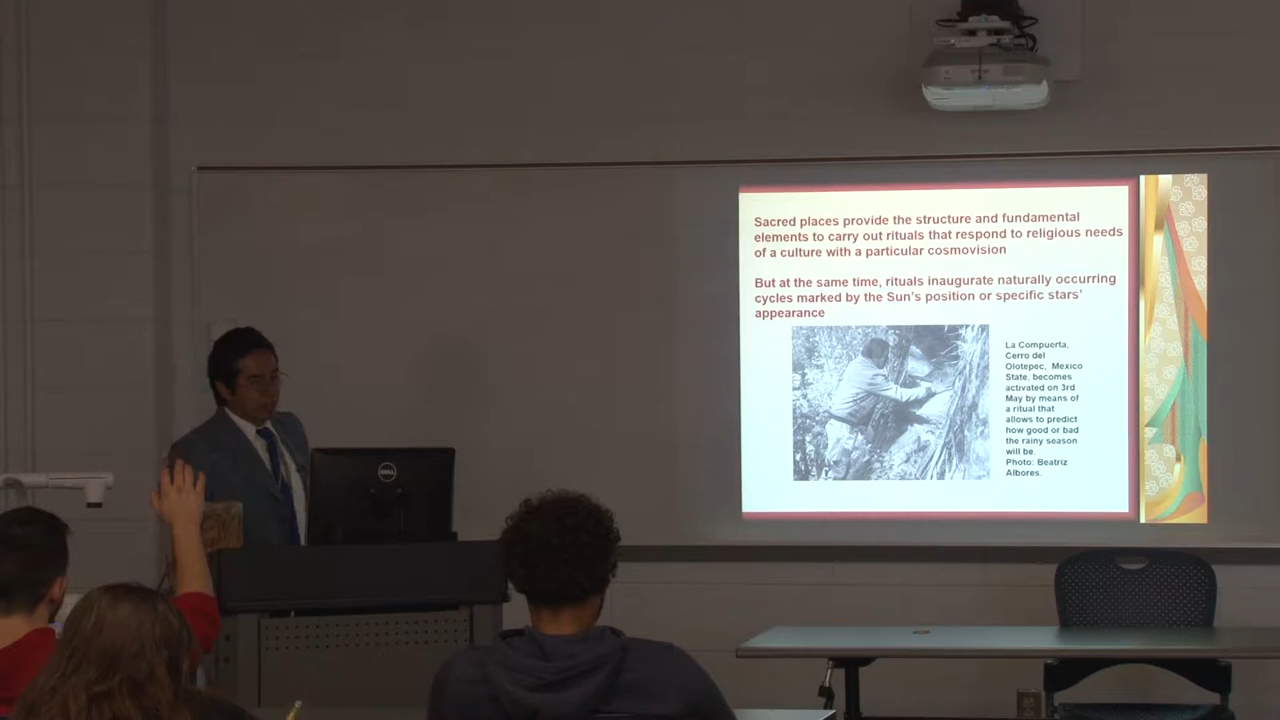 EPSON
Sacred places provide the structure and fundamental
elements to carry out rituals that respond to religious needs
of a culture with a particular cosmovision
But at the same time, rituals inaugurate naturally occurring
cycles marked by the Sun's position or specific stars'
appearance
La Compuerta,
Cerro del
Olotepec, Mexico
State, becomes
activated on 3rd
May by means of
a ritual that
allows to predict
how good or bad
the rainy season
will be.
Photo: Beatriz
Albores.
DELL